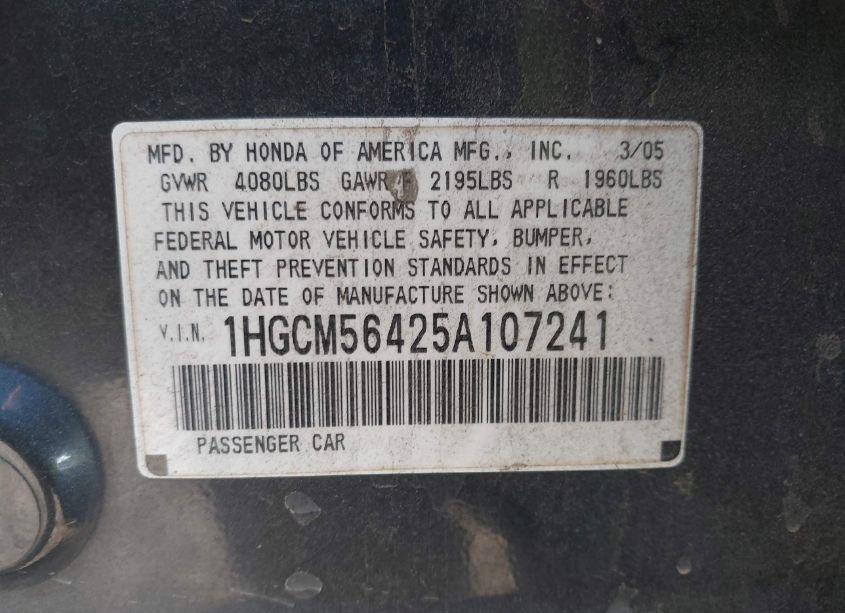 MFD. BY HONDA OF AMERICA MFG., INC. 3/05
GVWR 4080LBS GAWR F 2195LBS R 1960LBS
THIS VEHICLE CONFORMS TO ALL APPLICABLE
FEDERAL MOTOR VEHICLE SAFETY, BUMPER,
AND THEFT PREVENTION STANDARDS IN EFFECT
ON THE DATE OF MANUFACTURE SHOWN ABOVE:
V.I.N. 1HGCM56425A107241
PASSENGER CAR